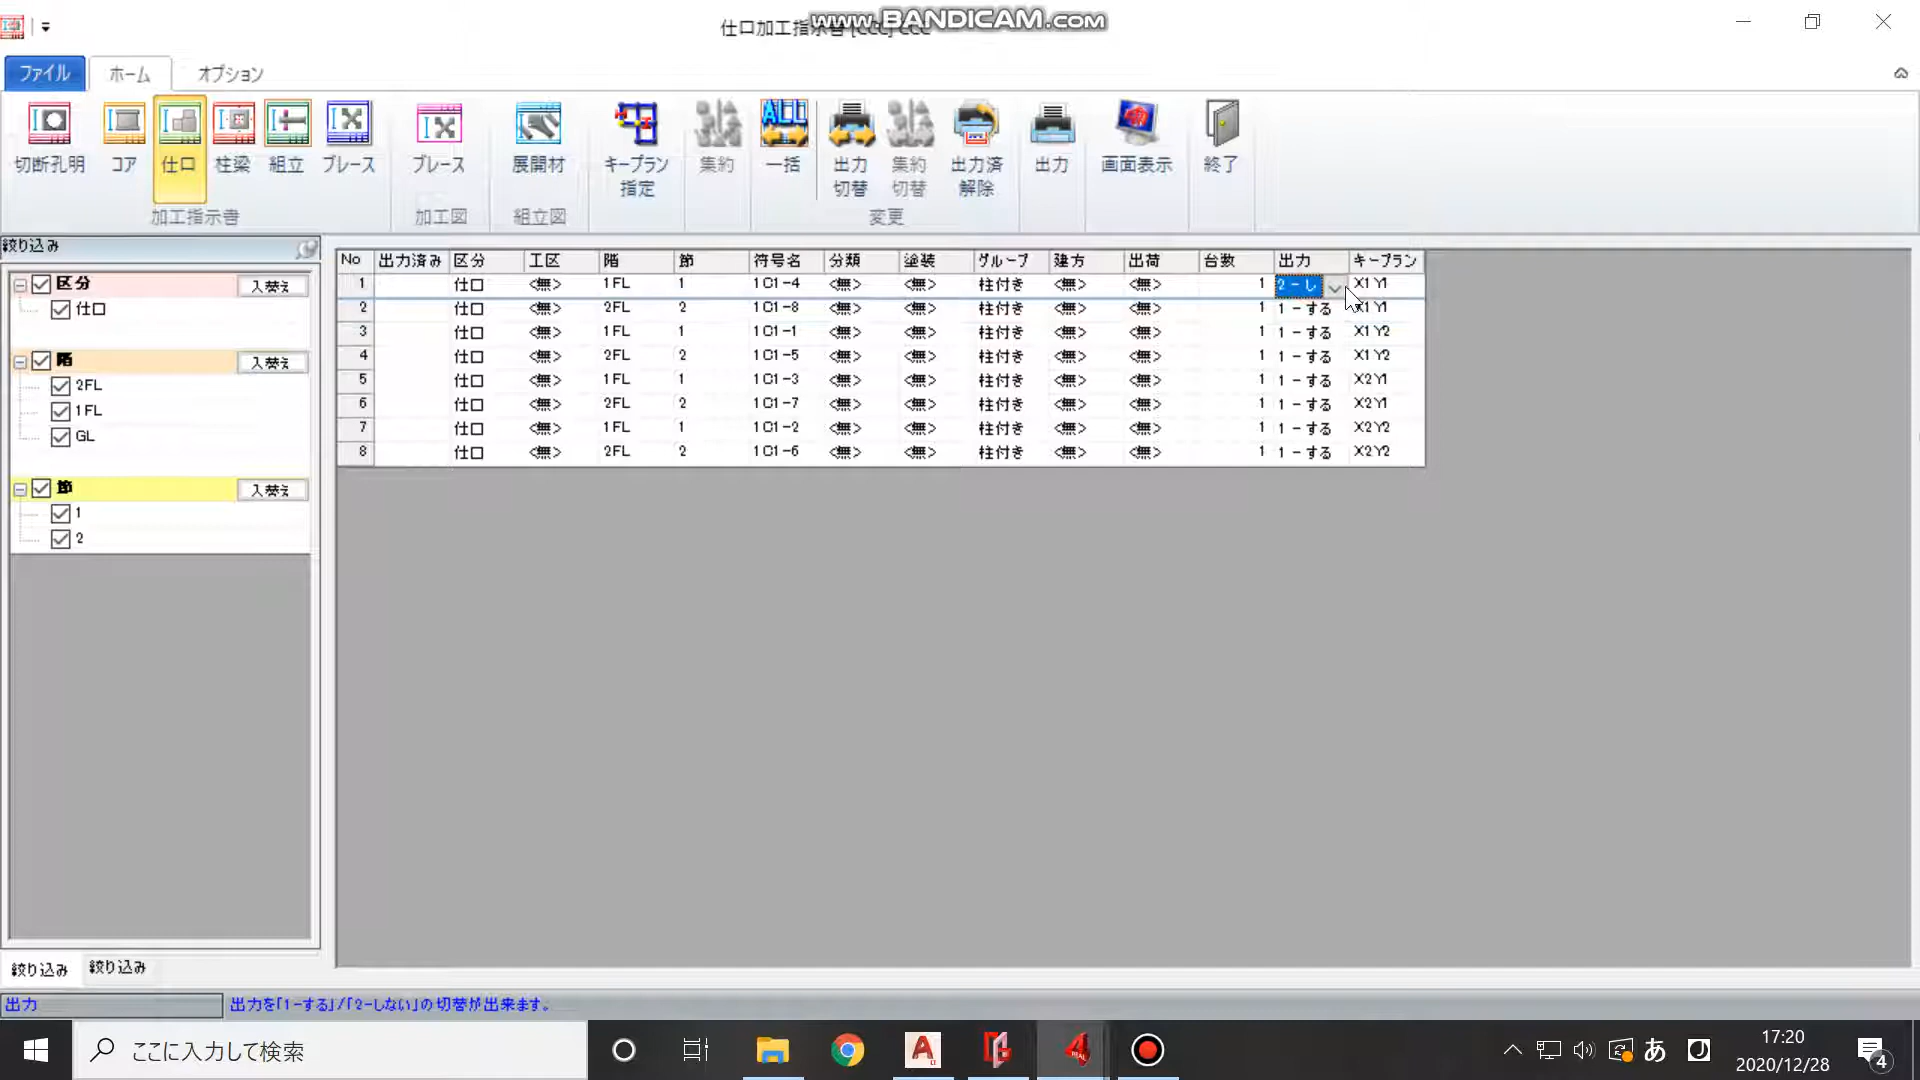 www.BANDICAM.com
仕口加工指示書 [CCC] CCC
ファイル ホーム オプション
切断孔明 コア 仕口 柱梁 組立 ブレース ブレース 展開材 キープラン指定 集約 一括 出力切替 集約切替 出力済解除 出力 画面表示 終了
加工指示書 加工図 組立図 変更
絞り込み
区分 入替え
仕口
階 入替え
2FL
1FL
GL
節 入替え
1
2
No 出力済み 区分 工区 階 節 符号名 分類 塗装 グループ 建方 出荷 台数 出力 キープラン
1 仕口 <無> 1FL 1 1C1-4 <無> <無> 柱付き <無> <無> 1 2-し X1Y1
2 仕口 <無> 2FL 2 1C1-8 <無> <無> 柱付き <無> <無> 1 1-する X1Y1
3 仕口 <無> 1FL 1 1C1-1 <無> <無> 柱付き <無> <無> 1 1-する X1Y2
4 仕口 <無> 2FL 2 1C1-5 <無> <無> 柱付き <無> <無> 1 1-する X1Y2
5 仕口 <無> 1FL 1 1C1-3 <無> <無> 柱付き <無> <無> 1 1-する X2Y1
6 仕口 <無> 2FL 2 1C1-7 <無> <無> 柱付き <無> <無> 1 1-する X2Y1
7 仕口 <無> 1FL 1 1C1-2 <無> <無> 柱付き <無> <無> 1 1-する X2Y2
8 仕口 <無> 2FL 2 1C1-6 <無> <無> 柱付き <無> <無> 1 1-する X2Y2
絞り込み 絞り込み
出力 出力を「1-する」/「2-しない」の切替が出来ます。
ここに入力して検索
あ
17:20
2020/12/28
4